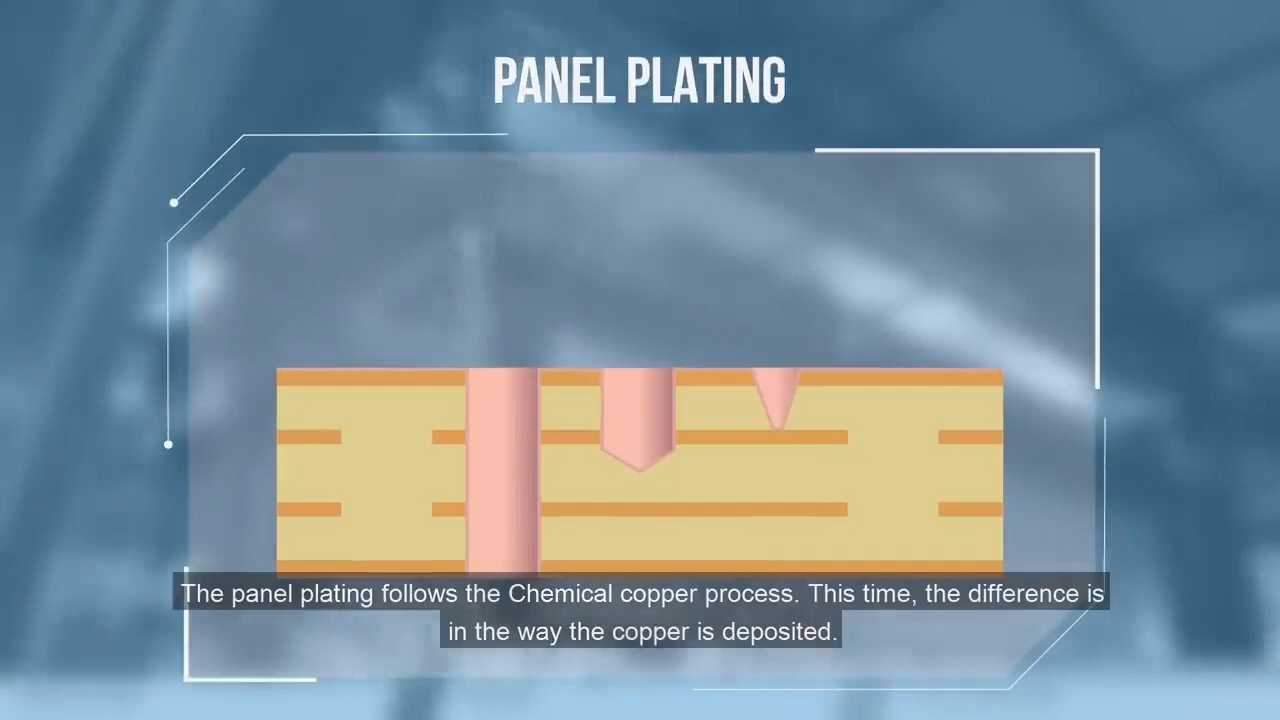 PANEL PLATING
The panel plating follows the Chemical copper process. This time, the difference is
in the way the copper is deposited.